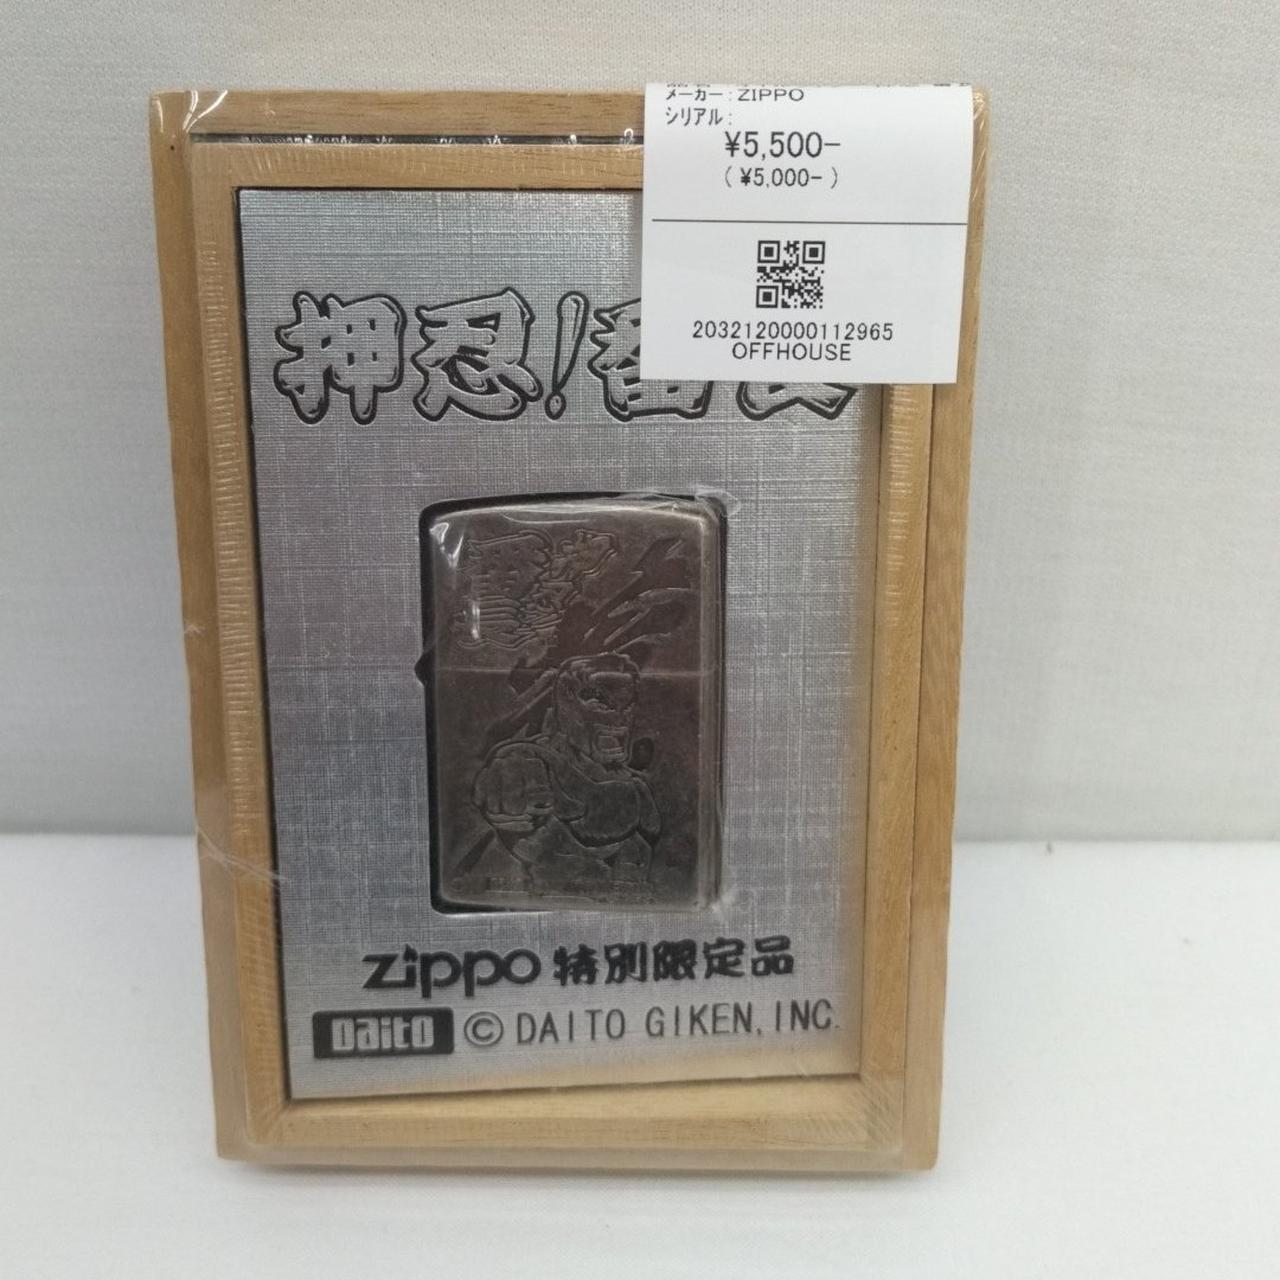 メーカー:ZIPPO
シリアル:
¥5,500-
(¥5,000-)
2032120000112965
OFFHOUSE
押忍!番長
zippo 特別限定品
Daito © DAITO GIKEN, INC.